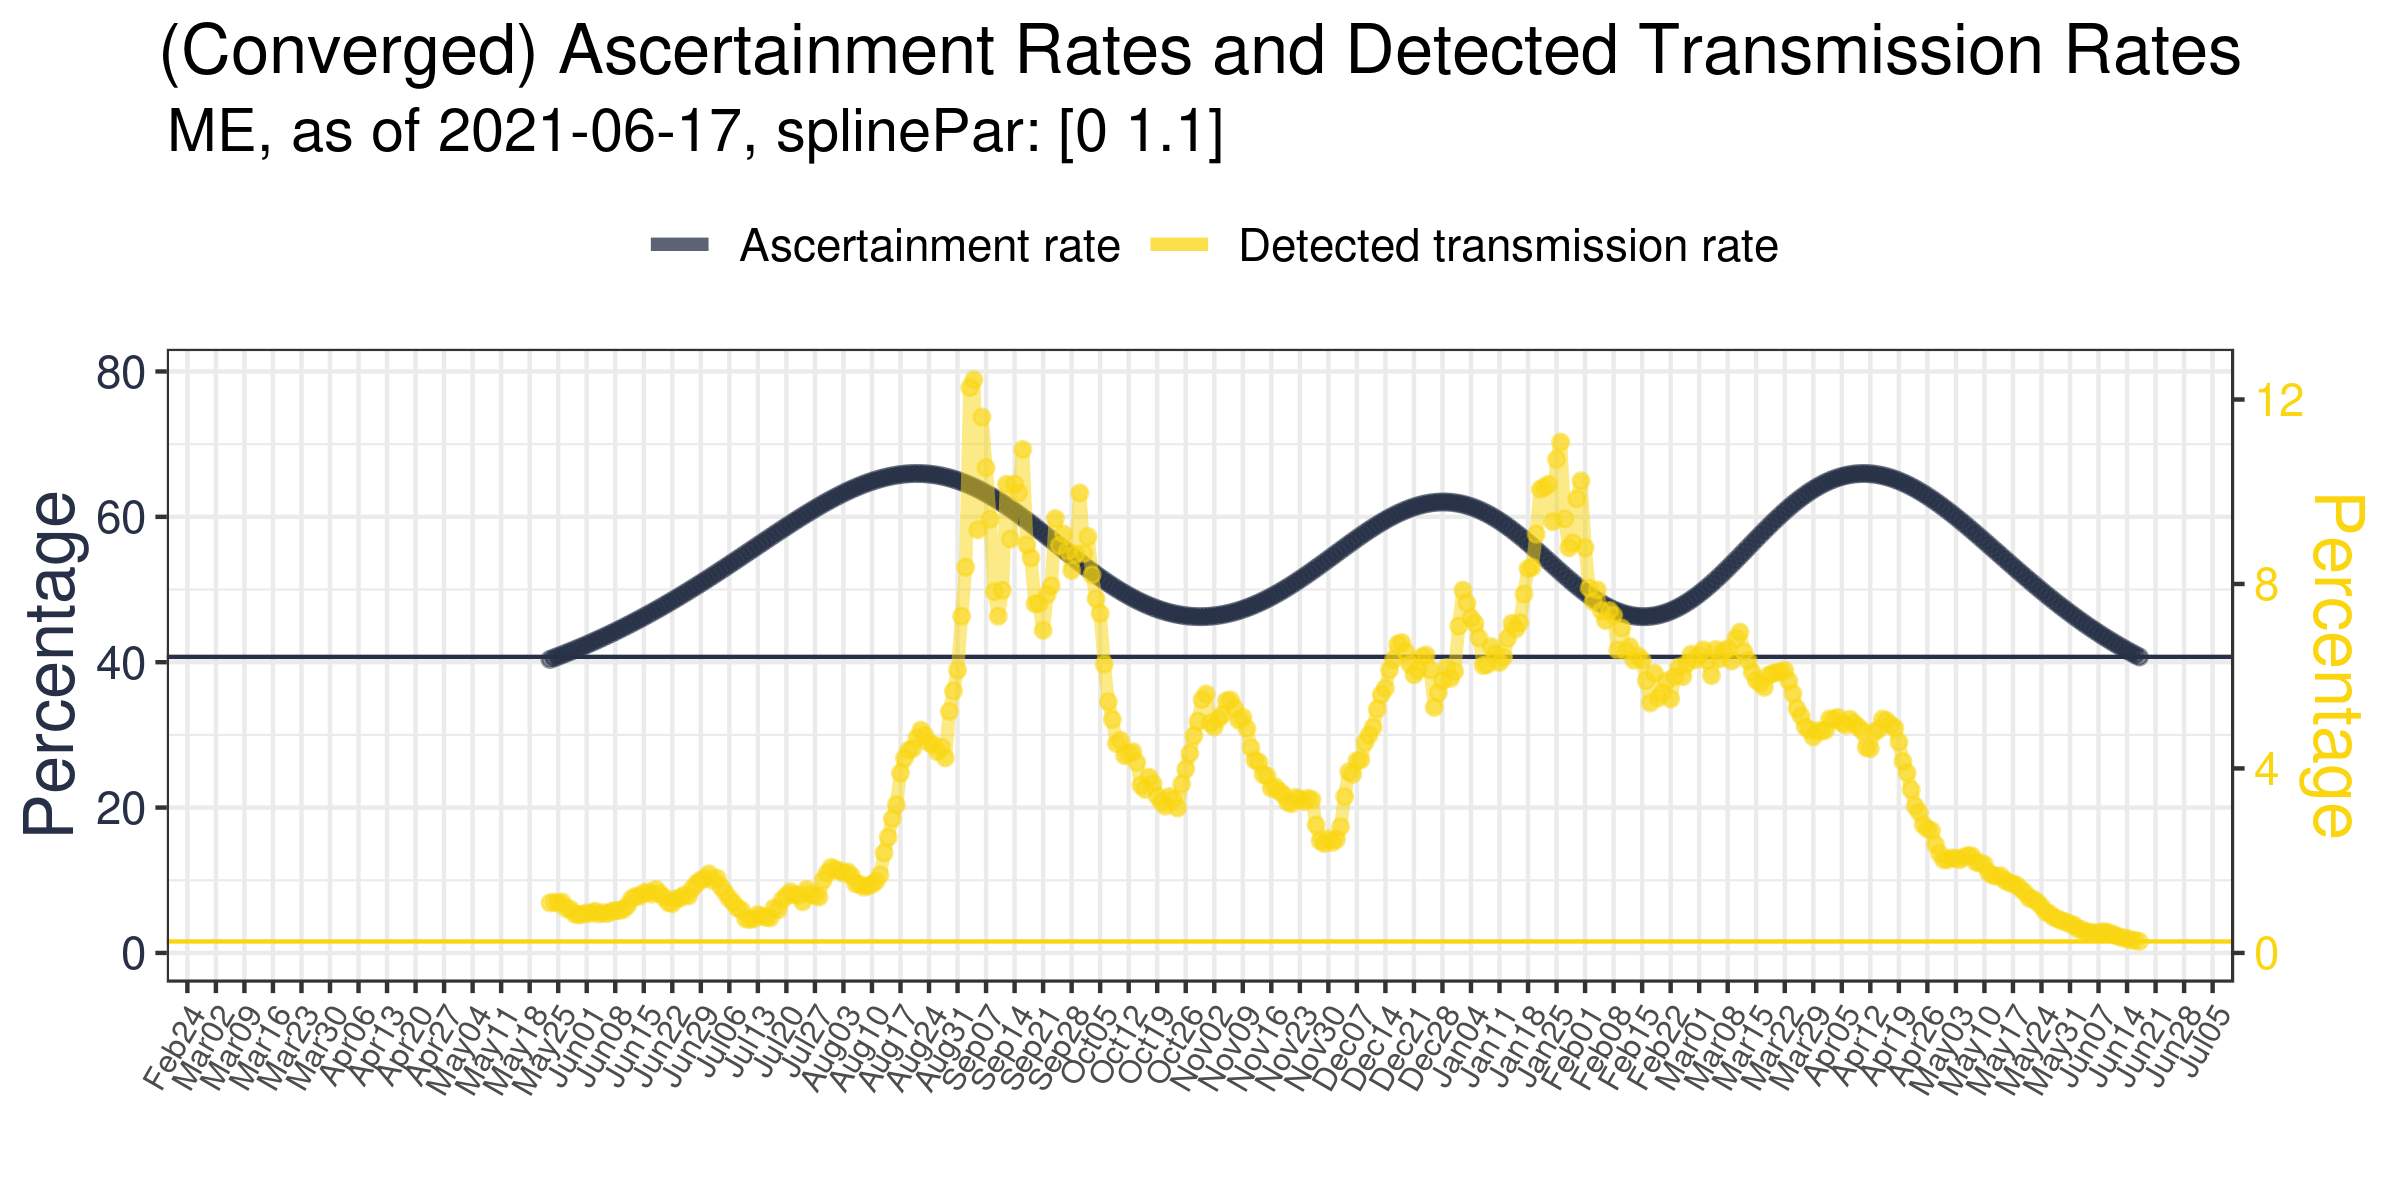 (Converged) Ascertainment Rates and Detected Transmission Rates
ME, as of 2021-06-17, splinePar: [0 1.1]
Ascertainment rate Detected transmission rate
Percentage
80
60
40
20
0
12
8
4
0
Percentage
Feb24
Mar02
Mar09
Mar16
Mar23
Mar30
Apr06
Apr13
Apr20
Apr27
May04
May11
May18
May25
Jun01
Jun08
Jun15
Jun22
Jun29
Jul06
Jul13
Jul20
Jul27
Aug03
Aug10
Aug17
Aug24
Aug31
Sep07
Sep14
Sep21
Sep28
Oct05
Oct12
Oct19
Oct26
Nov02
Nov09
Nov16
Nov23
Nov30
Dec07
Dec14
Dec21
Dec28
Jan04
Jan11
Jan18
Jan25
Feb01
Feb08
Feb15
Feb22
Mar01
Mar08
Mar15
Mar22
Mar29
Apr05
Apr12
Apr19
Apr26
May03
May10
May17
May24
May31
Jun07
Jun14
Jun21
Jun28
Jul05